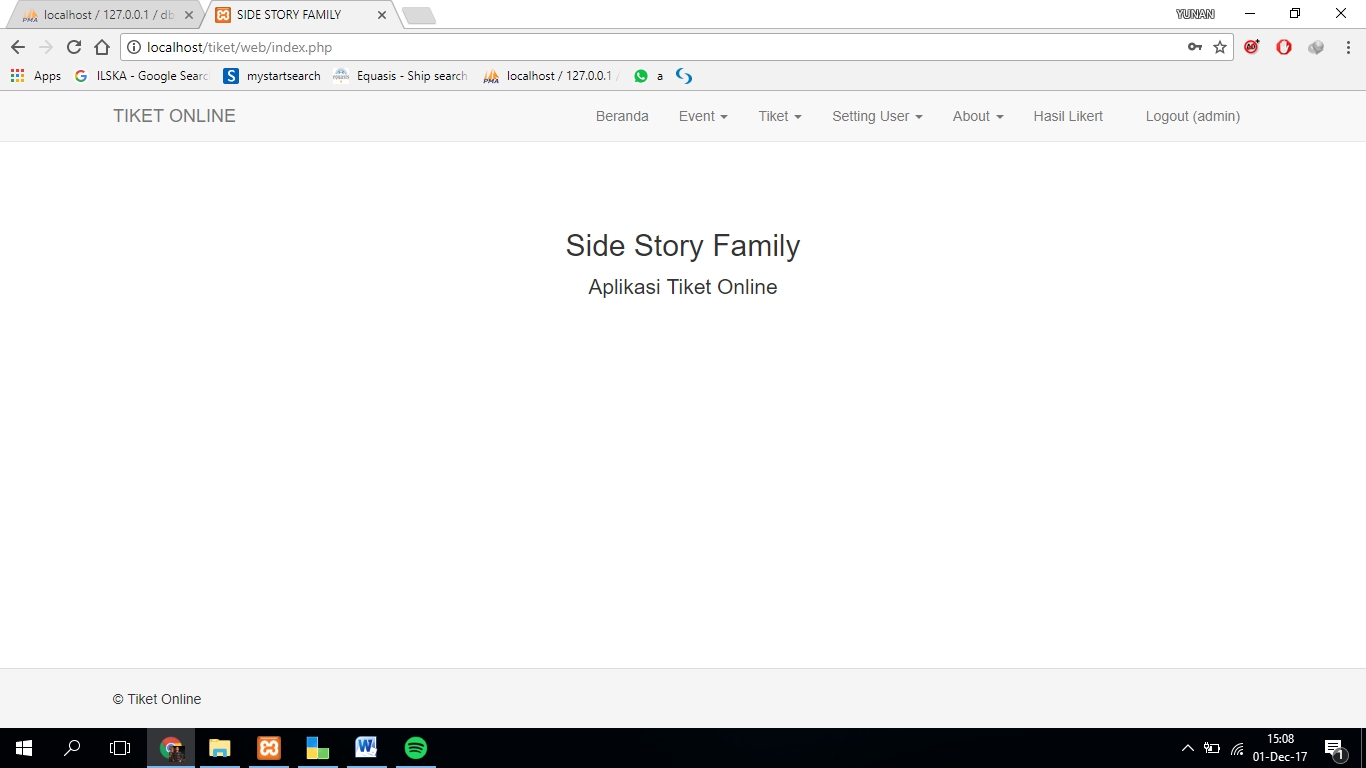 localhost / 127.0.0.1 / db
SIDE STORY FAMILY
YUNAN
localhost/tiket/web/index.php
Apps
ILSKA - Google Searc
mystartsearch
Equasis - Ship search
localhost / 127.0.0.1 /
a
TIKET ONLINE
Beranda
Event
Tiket
Setting User
About
Hasil Likert
Logout (admin)
Side Story Family
Aplikasi Tiket Online
© Tiket Online
15:08
01-Dec-17
1